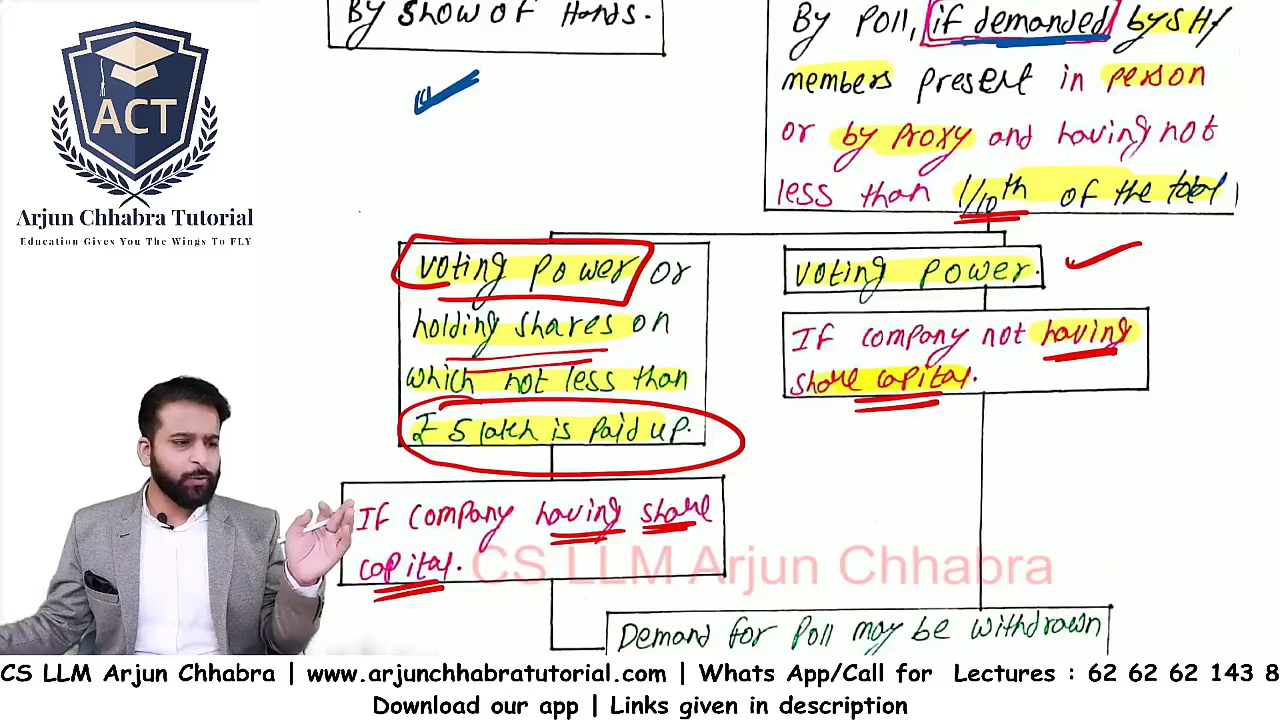 By show of Hands.
By Poll, if demanded by SH/
members present in person
or by Proxy and having not
less than 1/10th of the total
ACT
Arjun Chhabra Tutorial
Education Gives You The Wings To FLY
voting power or
holding shares on
which not less than
₹ 5 lakh is paid up.
voting power.
If company not having
share capital.
If company having share
capital.
CS LLM Arjun Chhabra
Demand for Poll may be withdrawn
CS LLM Arjun Chhabra | www.arjunchhabratutorial.com | Whats App/Call for Lectures : 62 62 62 143 8
Download our app | Links given in description